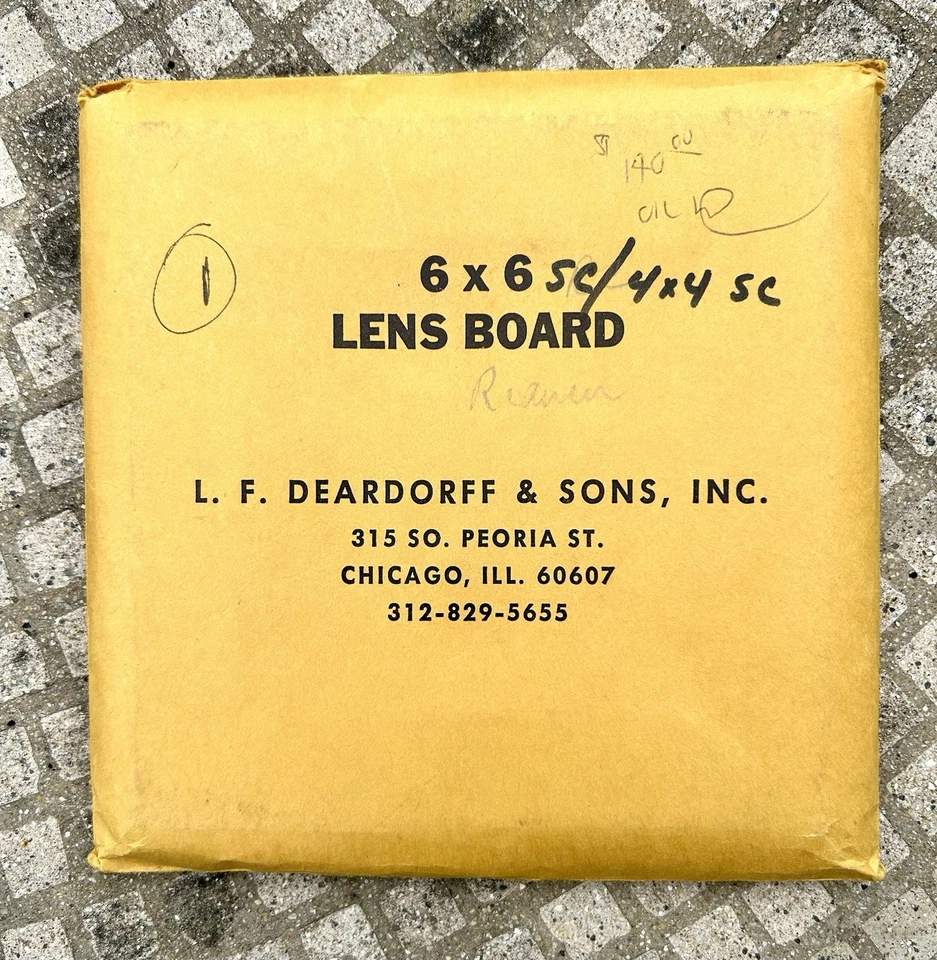 $ 140.00
1
6 x 6 SC/4x4 SC
LENS BOARD
L. F. DEARDORFF & SONS, INC.
315 SO. PEORIA ST.
CHICAGO, ILL. 60607
312-829-5655